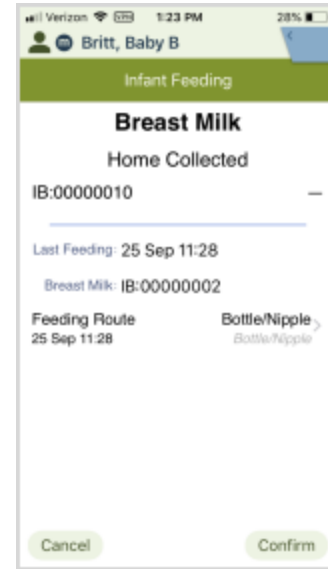 Verizon VPN 1:23 PM 28%
Britt, Baby B
Infant Feeding
Breast Milk
Home Collected
IB:00000010 —
Last Feeding: 25 Sep 11:28
Breast Milk: IB:00000002
Feeding Route Bottle/Nipple
25 Sep 11:28 Bottle/Nipple
Cancel Confirm